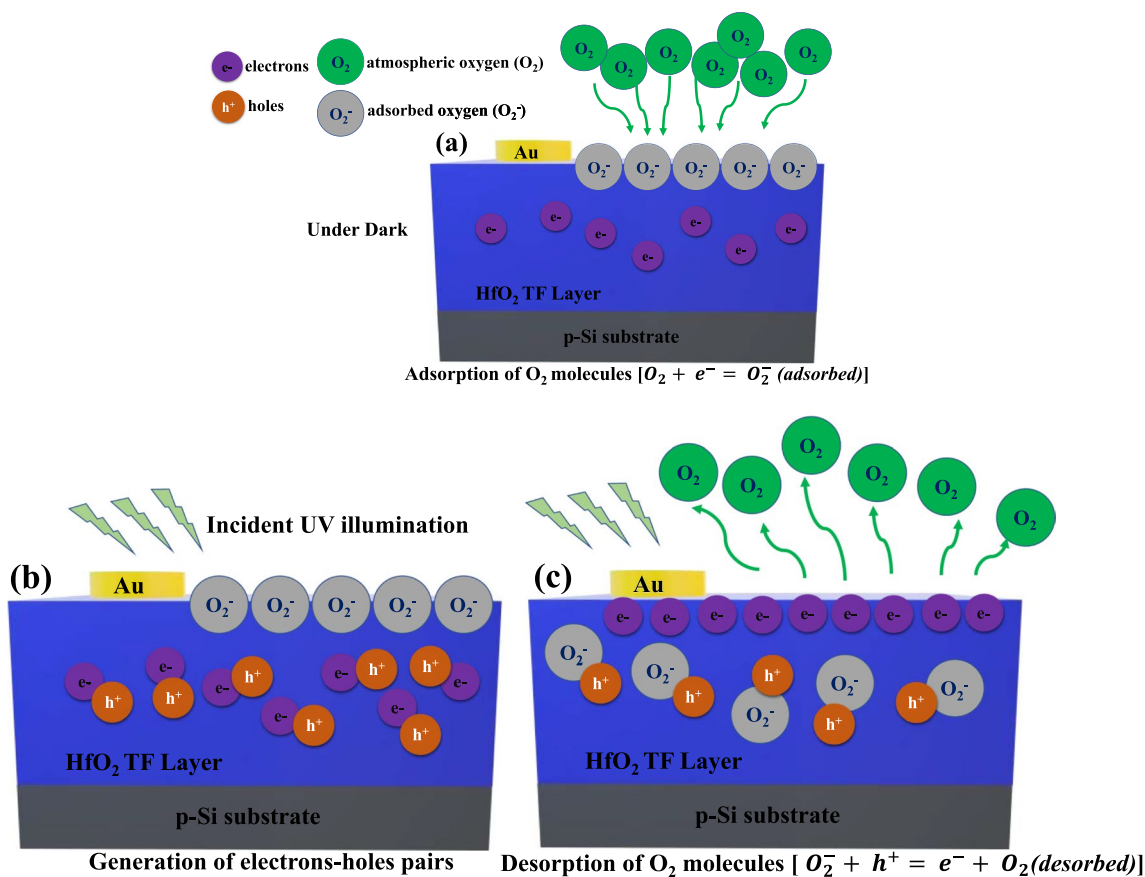 e- electrons
O₂ atmospheric oxygen (O₂)
h⁺ holes
O₂⁻ adsorbed oxygen (O₂⁻)
O₂ O₂ O₂ O₂ O₂ O₂ O₂
(a)
Au
O₂⁻ O₂⁻ O₂⁻ O₂⁻ O₂⁻
Under Dark
e- e- e- e- e- e- e-
HfO₂ TF Layer
p-Si substrate
Adsorption of O₂ molecules [O₂ + e⁻ = O₂⁻ (adsorbed)]
Incident UV illumination
(b)
Au
O₂⁻ O₂⁻ O₂⁻ O₂⁻ O₂⁻
e- e- e- e- e- e- e-
h⁺ h⁺ h⁺ h⁺ h⁺ h⁺ h⁺
HfO₂ TF Layer
p-Si substrate
Generation of electrons-holes pairs
O₂ O₂ O₂ O₂ O₂ O₂
(c)
Au
e- e- e- e- e- e- e- e- e-
O₂⁻ O₂⁻ O₂⁻ O₂⁻ O₂⁻
h⁺ h⁺ h⁺ h⁺ h⁺
HfO₂ TF Layer
p-Si substrate
Desorption of O₂ molecules [ O₂⁻ + h⁺ = e⁻ + O₂(desorbed)]